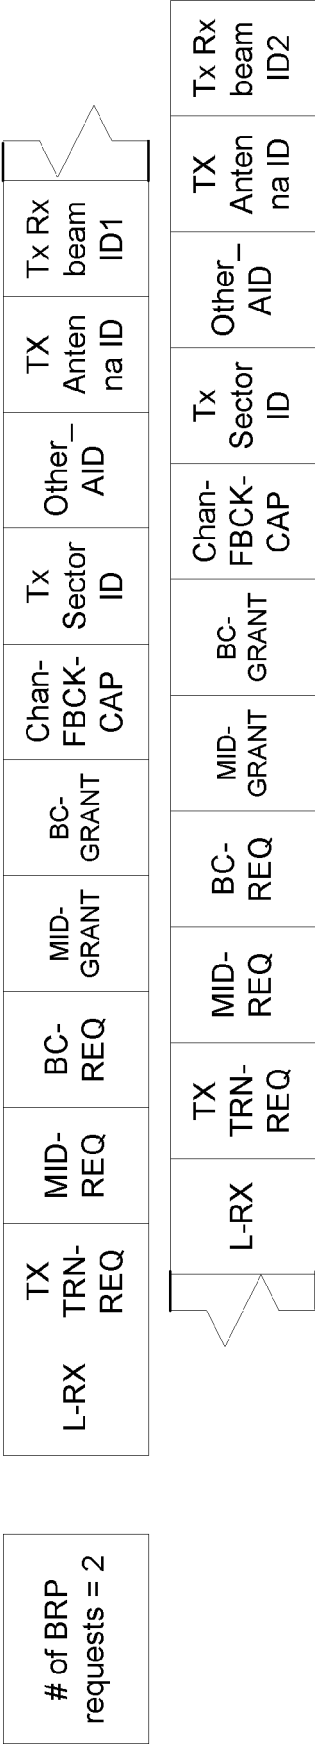 # of BRP
requests = 2
L-RX
TX
TRN-
REQ
MID-
REQ
BC-
REQ
MID-
GRANT
BC-
GRANT
Chan-
FBCK-
CAP
Tx
Sector
ID
Other_
AID
TX
Anten
na ID
Tx Rx
beam
ID1
L-RX
TX
TRN-
REQ
MID-
REQ
BC-
REQ
MID-
GRANT
BC-
GRANT
Chan-
FBCK-
CAP
Tx
Sector
ID
Other_
AID
TX
Anten
na ID
Tx Rx
beam
ID2